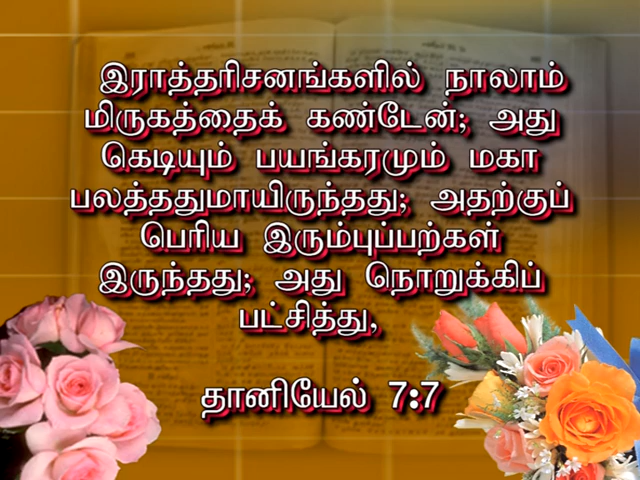 இராத்தரிசனங்களில் நாலாம்
மிருகத்தைக் கண்டேன்; அது
கெடியும் பயங்கரமும் மகா
பலத்ததுமாயிருந்தது; அதற்குப்
பெரிய இரும்புப்பற்கள்
இருந்தது; அது நொறுக்கிப்
பட்சித்து,
தானியேல் 7:7